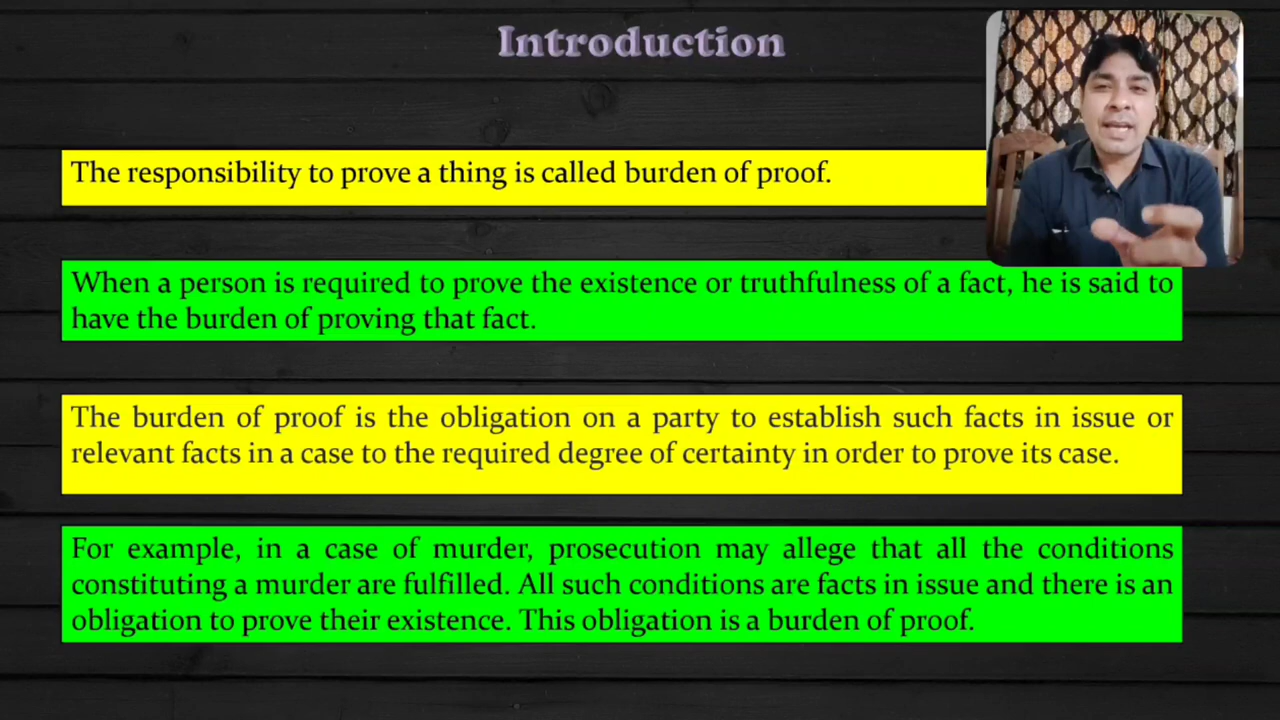 Introduction
The responsibility to prove a thing is called burden of proof.
When a person is required to prove the existence or truthfulness of a fact, he is said to
have the burden of proving that fact.
The burden of proof is the obligation on a party to establish such facts in issue or
relevant facts in a case to the required degree of certainty in order to prove its case.
For example, in a case of murder, prosecution may allege that all the conditions
constituting a murder are fulfilled. All such conditions are facts in issue and there is an
obligation to prove their existence. This obligation is a burden of proof.